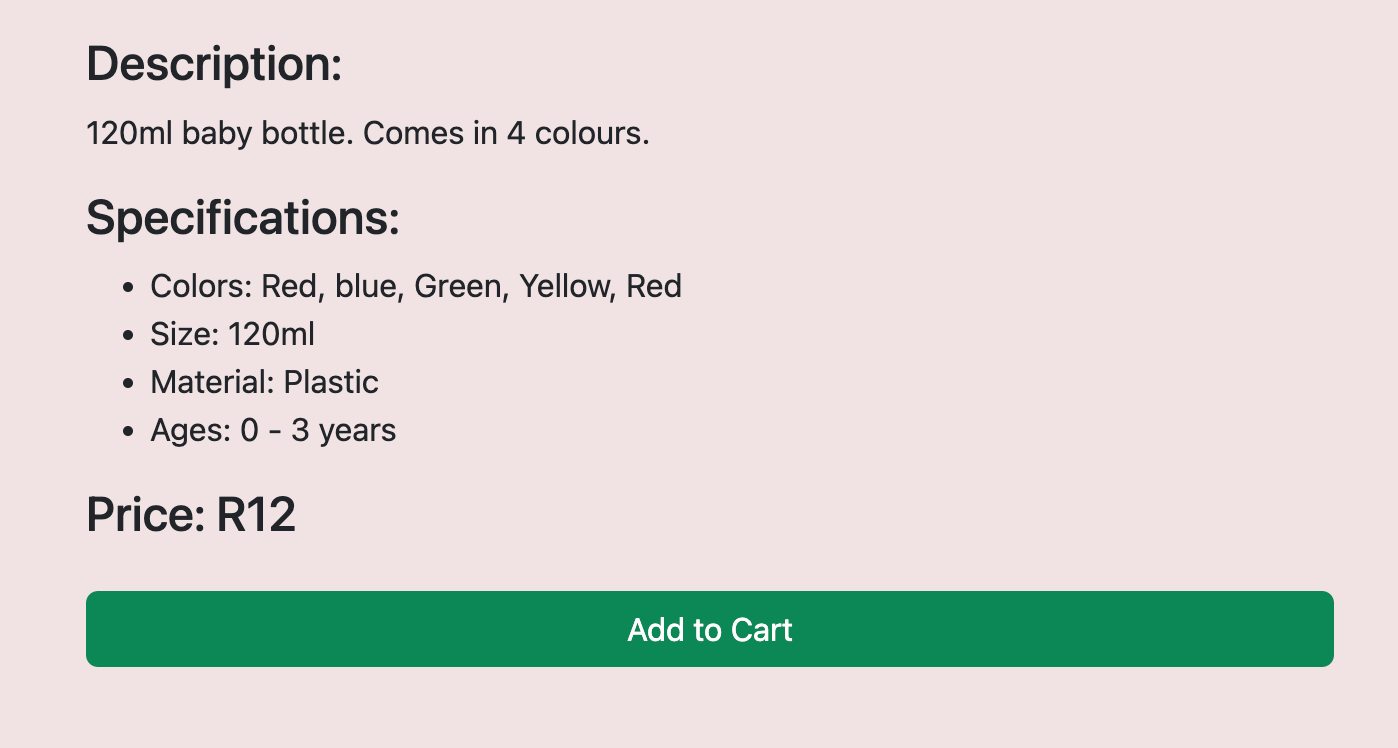 Description:
120ml baby bottle. Comes in 4 colours.
Specifications:
• Colors: Red, blue, Green, Yellow, Red
• Size: 120ml
• Material: Plastic
• Ages: 0 - 3 years
Price: R12
Add to Cart